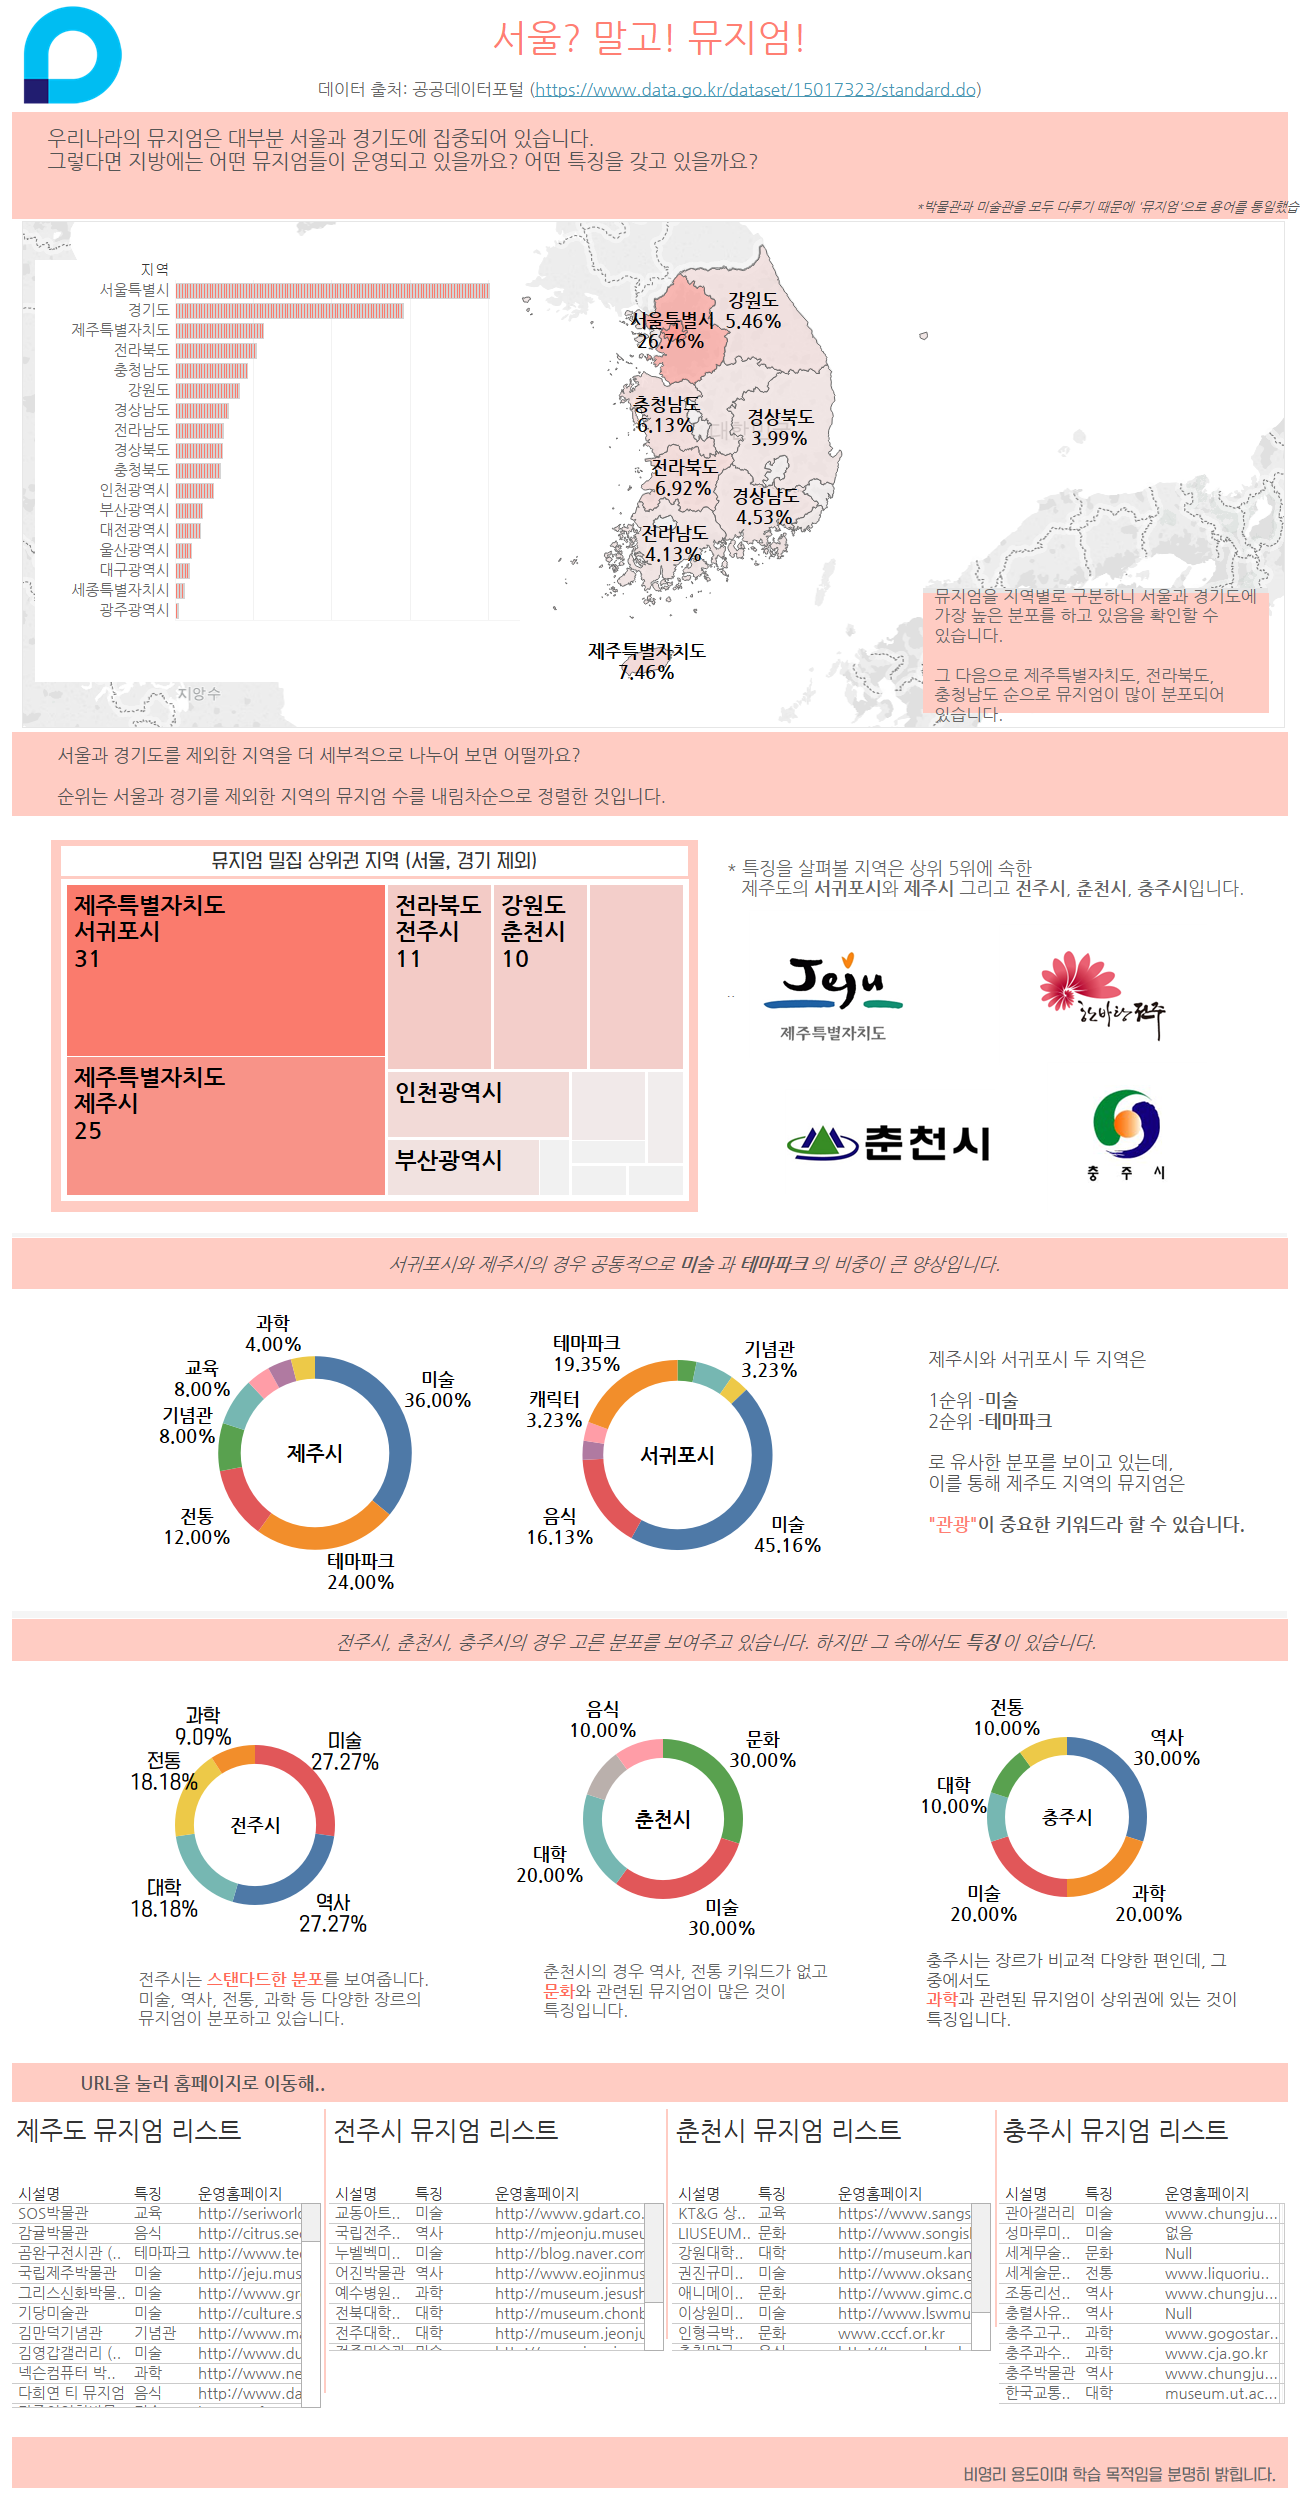 서울? 말고! 뮤지엄!
데이터 출처: 공공데이터포털 (https://www.data.go.kr/dataset/15017323/standard.do)
우리나라의 뮤지엄은 대부분 서울과 경기도에 집중되어 있습니다.
그렇다면 지방에는 어떤 뮤지엄들이 운영되고 있을까요? 어떤 특징을 갖고 있을까요?
*박물관과 미술관을 모두 다루기 때문에 '뮤지엄'으로 용어를 통일했습
지역
서울특별시
경기도
제주특별자치도
전라북도
충청남도
강원도
경상남도
전라남도
경상북도
충청북도
인천광역시
부산광역시
대전광역시
울산광역시
대구광역시
세종특별자치시
광주광역시
강원도
5.46%
서울특별시
26.76%
충청남도
6.13%
경상북도
3.99%
전라북도
6.92%
경상남도
4.53%
전라남도
4.13%
제주특별자치도
7.46%
지앙수
뮤지엄을 지역별로 구분하니 서울과 경기도에
가장 높은 분포를 하고 있음을 확인할 수
있습니다.
그 다음으로 제주특별자치도, 전라북도,
충청남도 순으로 뮤지엄이 많이 분포되어
있습니다.
서울과 경기도를 제외한 지역을 더 세부적으로 나누어 보면 어떨까요?
순위는 서울과 경기를 제외한 지역의 뮤지엄 수를 내림차순으로 정렬한 것입니다.
뮤지엄 밀집 상위권 지역 (서울, 경기 제외)
제주특별자치도
서귀포시
31
제주특별자치도
제주시
25
전라북도
전주시
11
강원도
춘천시
10
인천광역시
부산광역시
* 특징을 살펴볼 지역은 상위 5위에 속한
제주도의 서귀포시와 제주시 그리고 전주시, 춘천시, 충주시입니다.
..
Jeju
제주특별자치도
한바탕전주
춘천시
충 주 시
서귀포시와 제주시의 경우 공통적으로 미술 과 테마파크 의 비중이 큰 양상입니다.
과학
4.00%
교육
8.00%
기념관
8.00%
전통
12.00%
테마파크
24.00%
미술
36.00%
제주시
테마파크
19.35%
기념관
3.23%
캐릭터
3.23%
음식
16.13%
미술
45.16%
서귀포시
제주시와 서귀포시 두 지역은
1순위 -미술
2순위 -테마파크
로 유사한 분포를 보이고 있는데,
이를 통해 제주도 지역의 뮤지엄은
"관광"이 중요한 키워드라 할 수 있습니다.
전주시, 춘천시, 충주시의 경우 고른 분포를 보여주고 있습니다. 하지만 그 속에서도 특징 이 있습니다.
과학
9.09%
전통
18.18%
대학
18.18%
역사
27.27%
미술
27.27%
전주시
음식
10.00%
문화
30.00%
대학
20.00%
미술
30.00%
춘천시
전통
10.00%
역사
30.00%
대학
10.00%
미술
20.00%
과학
20.00%
충주시
전주시는 스탠다드한 분포를 보여줍니다.
미술, 역사, 전통, 과학 등 다양한 장르의
뮤지엄이 분포하고 있습니다.
춘천시의 경우 역사, 전통 키워드가 없고
문화와 관련된 뮤지엄이 많은 것이
특징입니다.
충주시는 장르가 비교적 다양한 편인데, 그
중에서도
과학과 관련된 뮤지엄이 상위권에 있는 것이
특징입니다.
URL을 눌러 홈페이지로 이동해..
제주도 뮤지엄 리스트
시설명 특징 운영홈페이지
SOS박물관 교육 http://seriworld
감귤박물관 음식 http://citrus.seo
곰완구전시관 (.. 테마파크 http://www.ted
국립제주박물관 미술 http://jeju.mus
그리스신화박물.. 미술 http://www.gr
기당미술관 미술 http://culture.s
김만덕기념관 기념관 http://www.ma
김영갑갤러리 (.. 미술 http://www.du
넥슨컴퓨터 박.. 과학 http://www.ne
다희연 티 뮤지엄 음식 http://www.da
전주시 뮤지엄 리스트
시설명 특징 운영홈페이지
교동아트.. 미술 http://www.gdart.co.
국립전주.. 역사 http://mjeonju.museu
누벨벡미.. 미술 http://blog.naver.com
어진박물관 역사 http://www.eojinmus
예수병원.. 과학 http://museum.jesush
전북대학.. 대학 http://museum.chonb
전주대학.. 대학 http://museum.jeonju
춘천시 뮤지엄 리스트
시설명 특징 운영홈페이지
KT&G 상.. 교육 https://www.sangs
LIUSEUM.. 문화 http://www.songisl
강원대학.. 대학 http://museum.kan
권진규미.. 미술 http://www.oksang
애니메이.. 문화 http://www.gimc.o
이상원미.. 미술 http://www.lswmu
인형극박.. 문화 www.cccf.or.kr
충주시 뮤지엄 리스트
시설명 특징 운영홈페이지
관아갤러리 미술 www.chungju...
성마루미.. 미술 없음
세계무술.. 문화 Null
세계술문.. 전통 www.liquoriu..
조동리선.. 역사 www.chungju...
충렬사유.. 역사 Null
충주고구.. 과학 www.gogostar..
충주과수.. 과학 www.cja.go.kr
충주박물관 역사 www.chungju...
한국교통.. 대학 museum.ut.ac...
비영리 용도이며 학습 목적임을 분명히 밝힙니다.